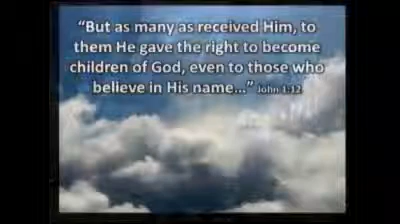 “But as many as received Him, to
them He gave the right to become
children of God, even to those who
believe in His name...” John 1:12